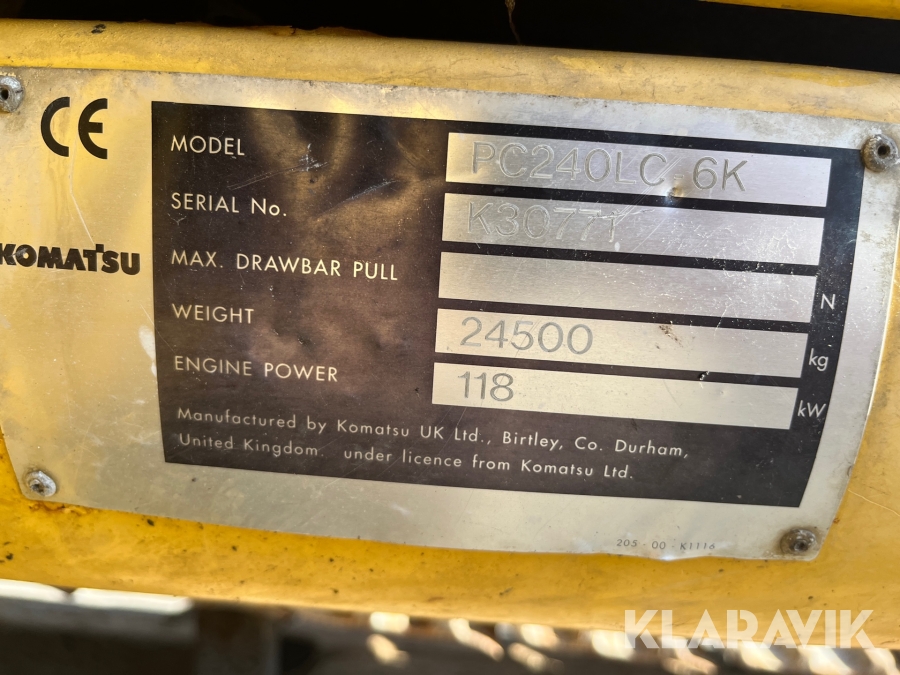 CE
KOMATSU
MODEL PC240LC 6K
SERIAL No. K30771
MAX. DRAWBAR PULL N
WEIGHT 24500 kg
ENGINE POWER 118 kW
Manufactured by Komatsu UK Ltd., Birtley, Co. Durham,
United Kingdom. under licence from Komatsu Ltd.
205 - 00 - K1116
KLARAVIK